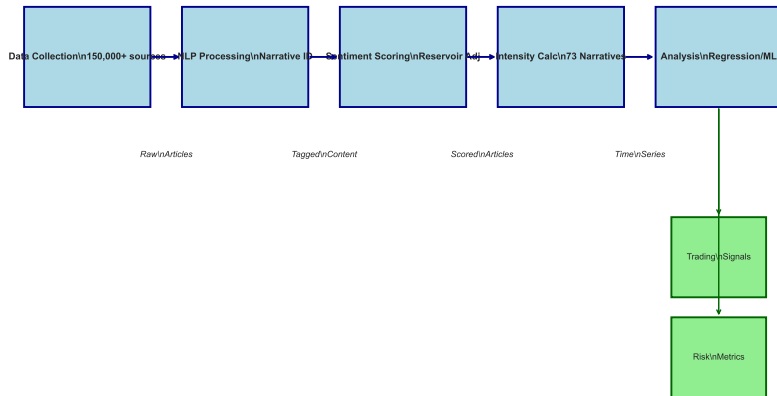 Data Collection\n150,000+ sources
NLP Processing\nNarrative ID
Sentiment Scoring\nReservoir Adj
Intensity Calc\n73 Narratives
Analysis\nRegression/ML
Raw\nArticles
Tagged\nContent
Scored\nArticles
Time\nSeries
Trading\nSignals
Risk\nMetrics